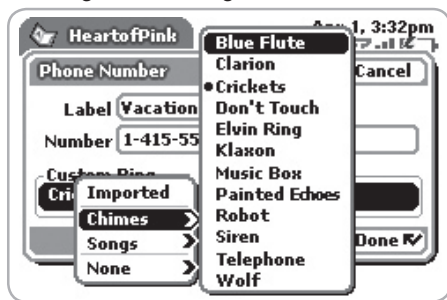 HeartofPink
1, 3:32pm
Phone Number
Cancel
Label Vacation
Number 1-415-55
Custom Ring
Imported
Chimes
Songs
None
Blue Flute
Clarion
Crickets
Don't Touch
Elvin Ring
Klaxon
Music Box
Painted Echoes
Robot
Siren
Telephone
Wolf
Done